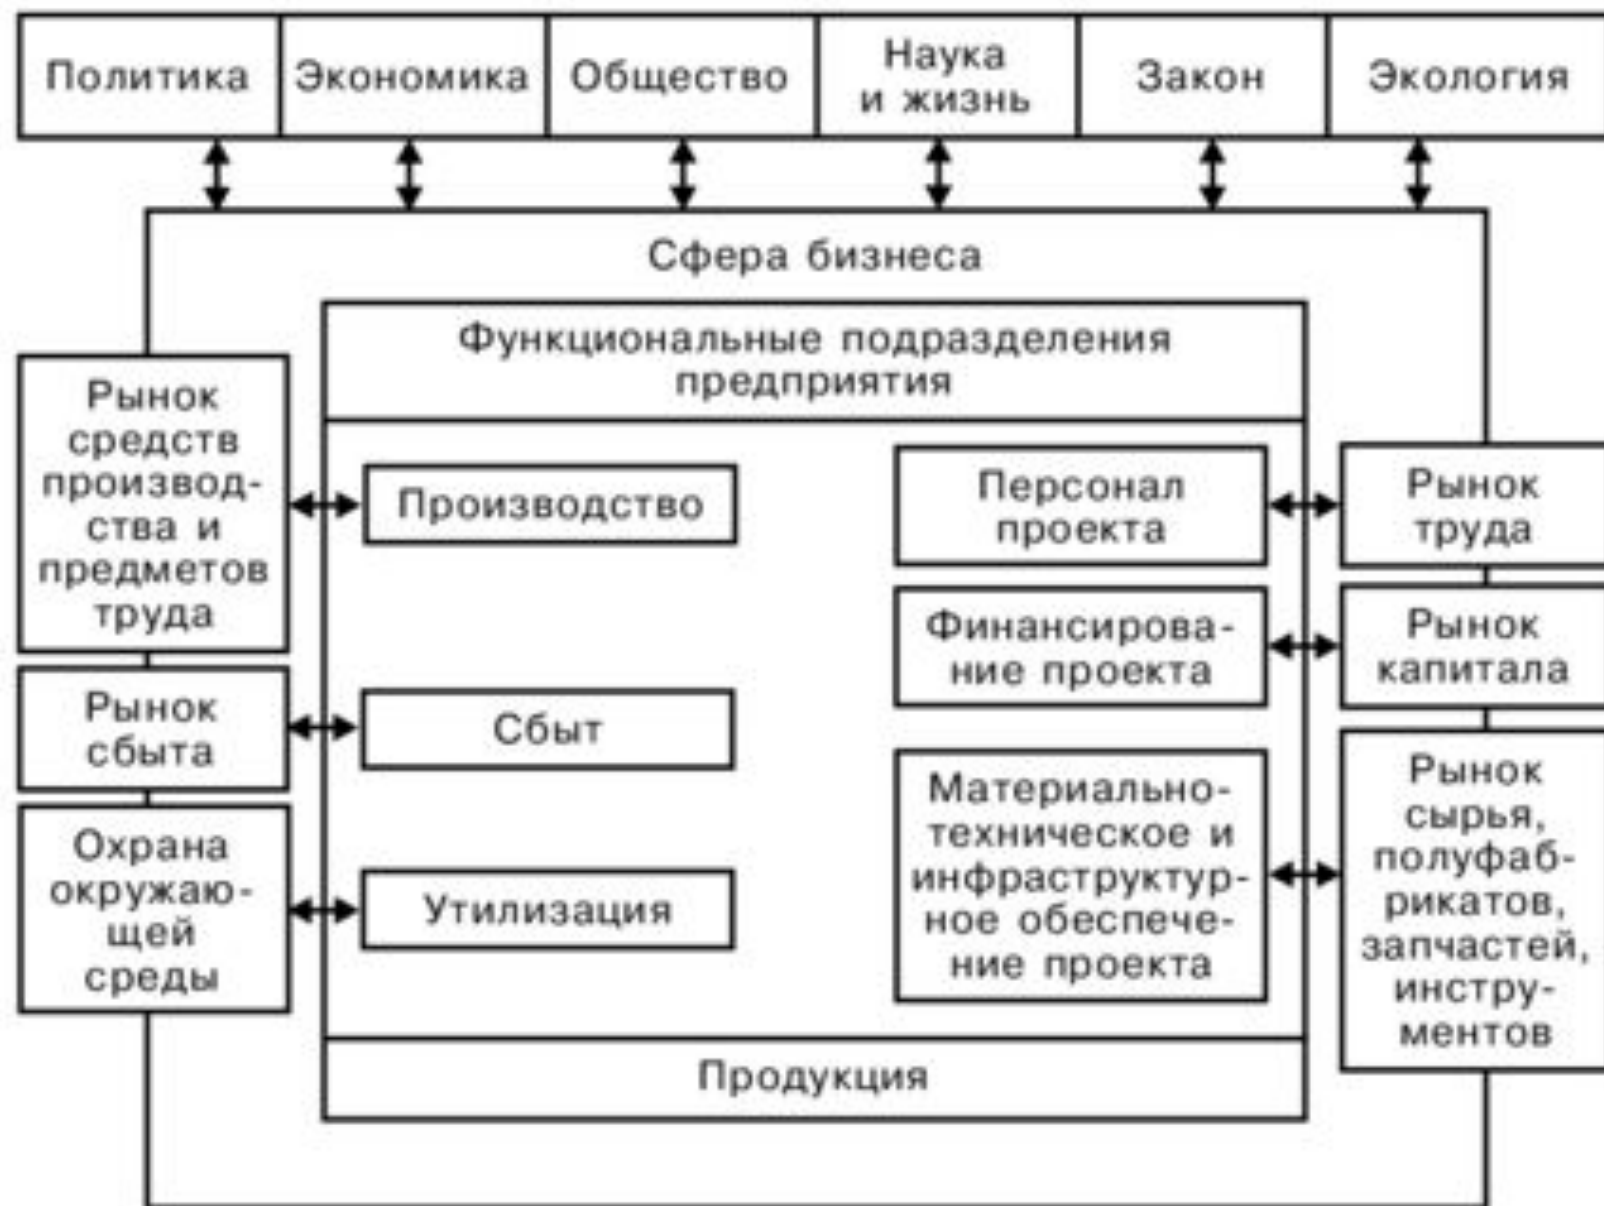 Политика
Экономика
Общество
Наука
и жизнь
Закон
Экология
Сфера бизнеса
Функциональные подразделения
предприятия
Рынок
средств
производ-
ства и
предметов
труда
Рынок
сбыта
Охрана
окружаю-
щей
среды
Производство
Сбыт
Утилизация
Персонал
проекта
Финансирова-
ние проекта
Материально-
техническое и
инфраструктур-
ное обеспече-
ние проекта
Рынок
труда
Рынок
капитала
Рынок
сырья,
полуфаб-
рикатов,
запчастей,
инстру-
ментов
Продукция